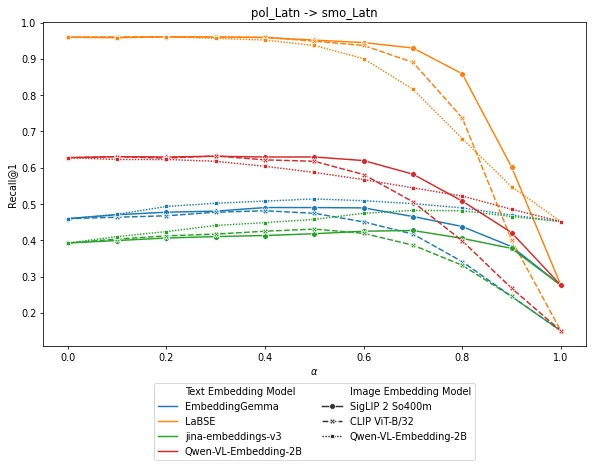 pol_Latn -> smo_Latn
Recall@1
1.0
0.9
0.8
0.7
0.6
0.5
0.4
0.3
0.2
0.0 0.2 0.4 0.6 0.8 1.0
α
Text Embedding Model Image Embedding Model
EmbeddingGemma SigLIP 2 So400m
LaBSE CLIP ViT-B/32
jina-embeddings-v3 Qwen-VL-Embedding-2B
Qwen-VL-Embedding-2B